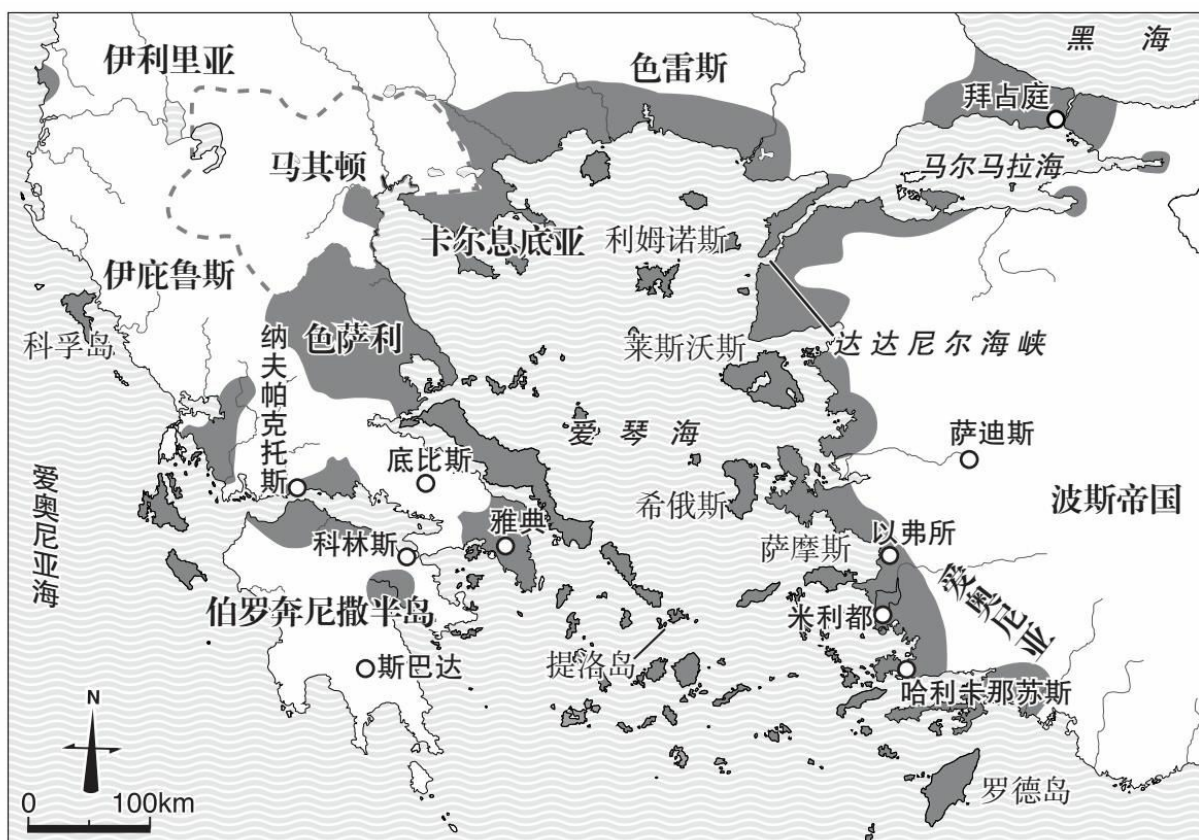 黑海
伊利里亚
色雷斯
拜占庭
马其顿
马尔马拉海
卡尔息底亚
利姆诺斯
伊庇鲁斯
科孚岛
纳夫帕克托斯
色萨利
莱斯沃斯
达达尼尔海峡
爱琴海
底比斯
萨迪斯
爱奥尼亚海
希俄斯
波斯帝国
雅典
科林斯
萨摩斯
以弗所
爱奥尼亚
伯罗奔尼撒半岛
米利都
提洛岛
斯巴达
哈利卡那苏斯
N
0 100km
罗德岛